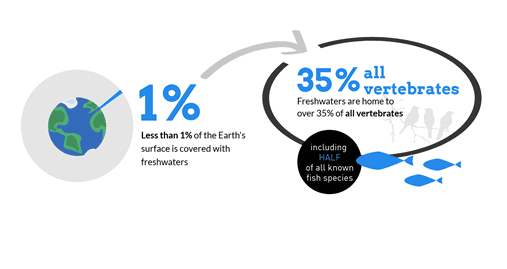 1%
Less than 1% of the Earth's
surface is covered with
freshwaters
35% all
vertebrates
Freshwaters are home to
over 35% of all vertebrates
including
HALF
of all known
fish species